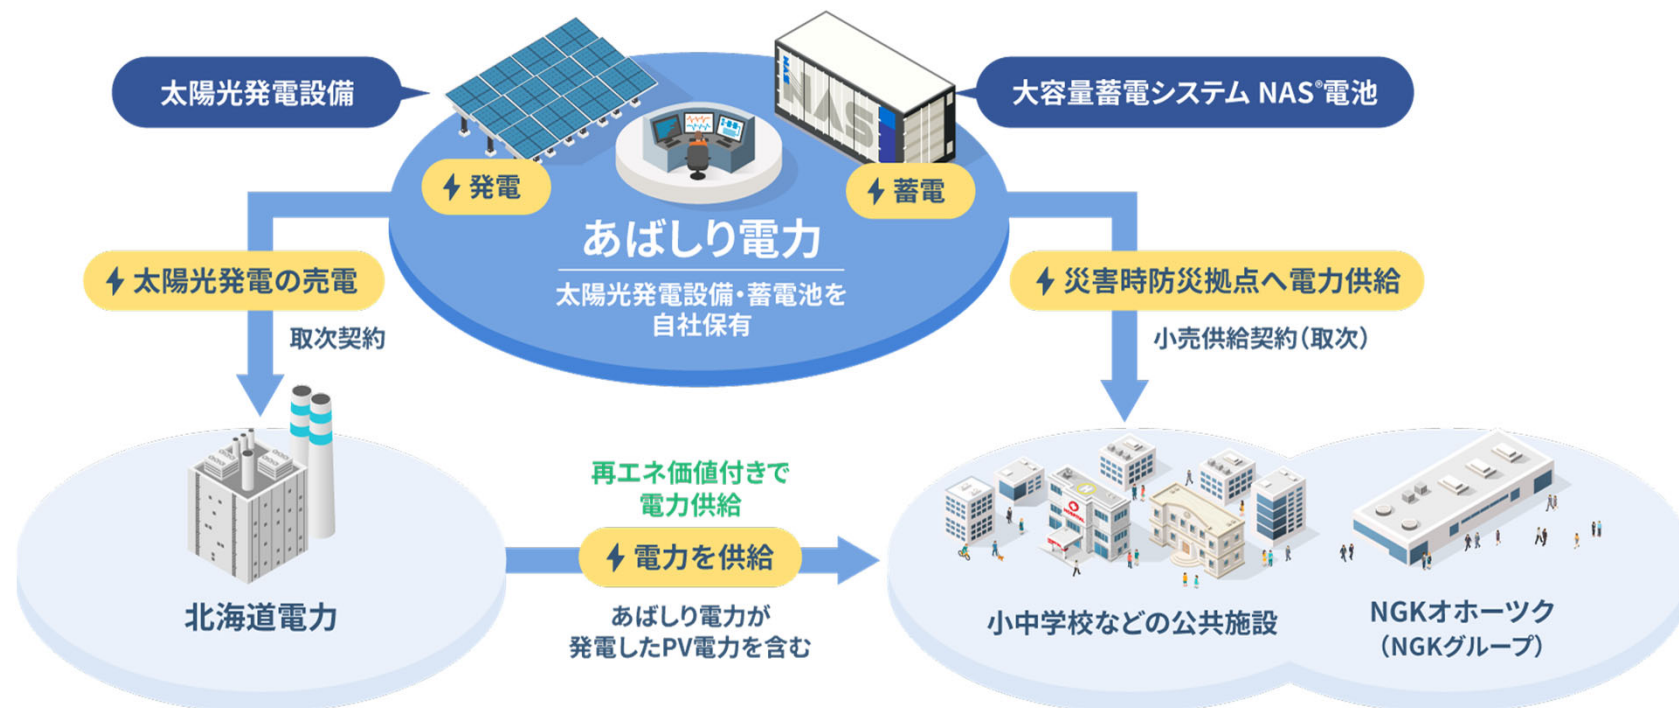 太陽光発電設備
NAS
NAS
大容量蓄電システム NAS®電池
発電
蓄電
あばしり電力
太陽光発電設備・蓄電池を
自社保有
太陽光発電の売電
取次契約
災害時防災拠点へ電力供給
小売供給契約(取次)
再エネ価値付きで
電力供給
電力を供給
あばしり電力が
発電したPV電力を含む
北海道電力
H
HOSPITAL
小中学校などの公共施設
NGKオホーツク
(NGKグループ)